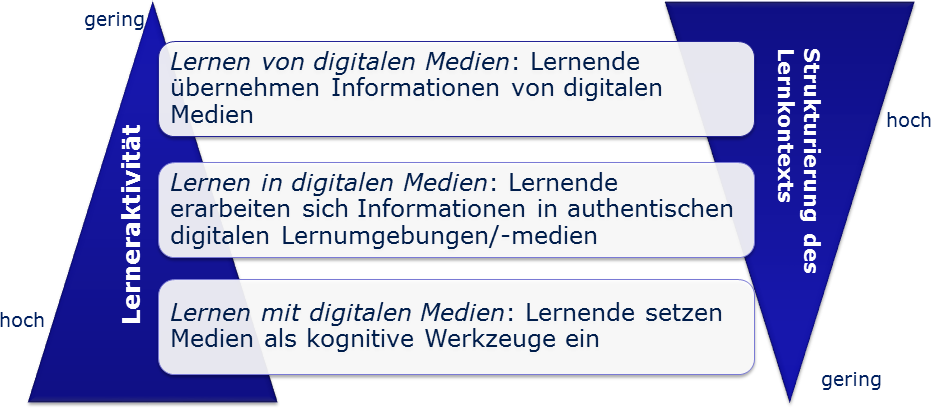 gering
Lernen von digitalen Medien: Lernende
übernehmen Informationen von digitalen
Medien
Lernen in digitalen Medien: Lernende
erarbeiten sich Informationen in authentischen
digitalen Lernumgebungen/-medien
Lernen mit digitalen Medien: Lernende setzen
Medien als kognitive Werkzeuge ein
Lerneraktivität
hoch
Strukturierung des
Lernkontexts
hoch
gering